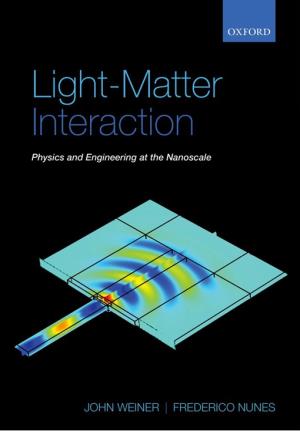 OXFORD
Light-Matter
Interaction
Physics and Engineering at the Nanoscale
JOHN WEINER | FREDERICO NUNES